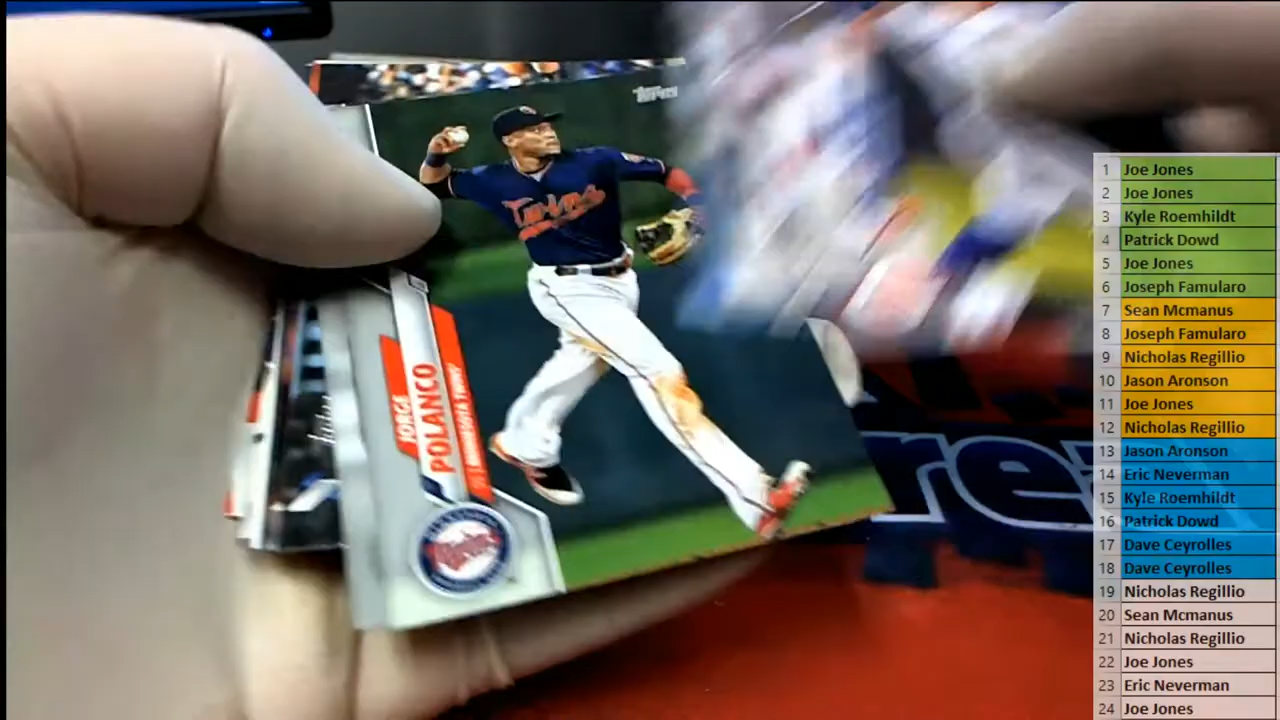 Topps
Twins
JORGE
POLANCO
MINNESOTA TWINS
Twins
re
1 Joe Jones
2 Joe Jones
3 Kyle Roemhildt
4 Patrick Dowd
5 Joe Jones
6 Joseph Famularo
7 Sean Mcmanus
8 Joseph Famularo
9 Nicholas Regillio
10 Jason Aronson
11 Joe Jones
12 Nicholas Regillio
13 Jason Aronson
14 Eric Neverman
15 Kyle Roemhildt
16 Patrick Dowd
17 Dave Ceyrolles
18 Dave Ceyrolles
19 Nicholas Regillio
20 Sean Mcmanus
21 Nicholas Regillio
22 Joe Jones
23 Eric Neverman
24 Joe Jones